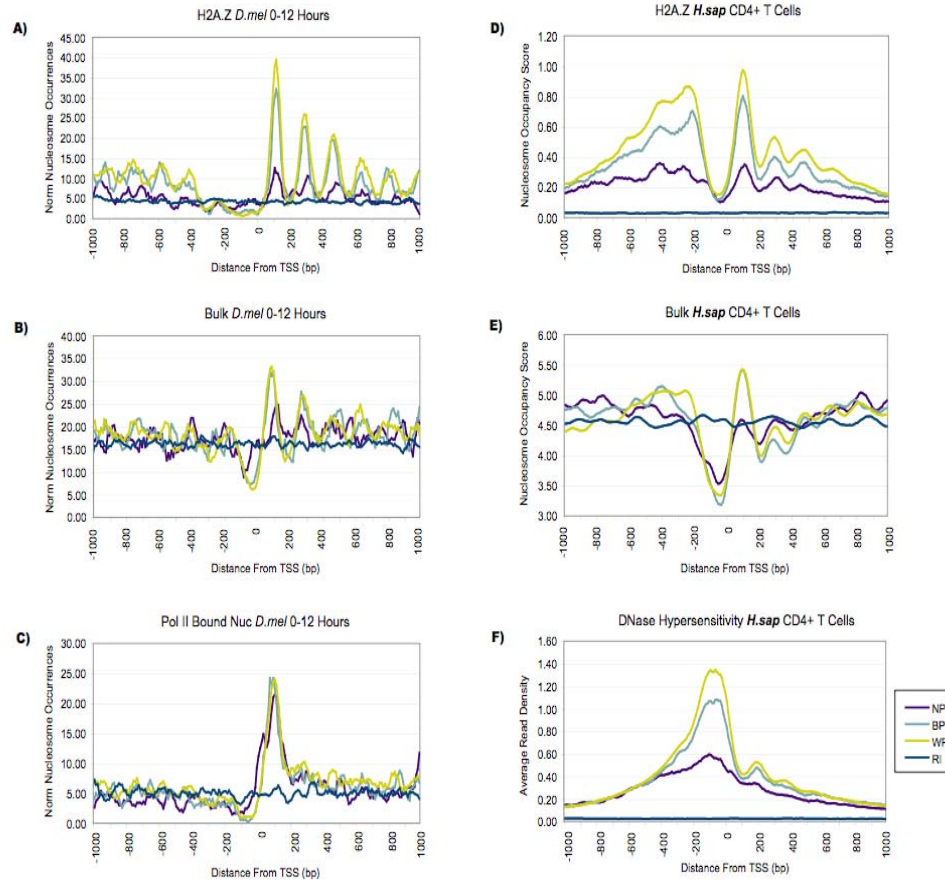 A)
H2A.Z D.mel 0-12 Hours
Norm Nucleosome Occurrences
45.00
40.00
35.00
30.00
25.00
20.00
15.00
10.00
5.00
0.00
-1000 -800 -600 -400 -200 0 200 400 600 800 1000
Distance From TSS (bp)
B)
Bulk D.mel 0-12 Hours
Norm Nucleosome Occurrences
40.00
35.00
30.00
25.00
20.00
15.00
10.00
5.00
0.00
-1000 -800 -600 -400 -200 0 200 400 600 800 1000
Distance From TSS (bp)
C)
Pol II Bound Nuc D.mel 0-12 Hours
Norm Nucleosome Occurrences
30.00
25.00
20.00
15.00
10.00
5.00
0.00
-1000 -800 -600 -400 -200 0 200 400 600 800 1000
Distance From TSS (bp)
D)
H2A.Z H.sap CD4+ T Cells
Nucleosome Occupancy Score
1.20
1.00
0.80
0.60
0.40
0.20
0.00
-1000 -800 -600 -400 -200 0 200 400 600 800 1000
Distance From TSS (bp)
E)
Bulk H.sap CD4+ T Cells
Nucleosome Occupancy Score
6.00
5.50
5.00
4.50
4.00
3.50
3.00
-1000 -800 -600 -400 -200 0 200 400 600 800 1000
Distance From TSS (bp)
F)
DNase Hypersensitivity H.sap CD4+ T Cells
Average Read Density
1.60
1.40
1.20
1.00
0.80
0.60
0.40
0.20
0.00
-1000 -800 -600 -400 -200 0 200 400 600 800 1000
Distance From TSS (bp)
NP
BP